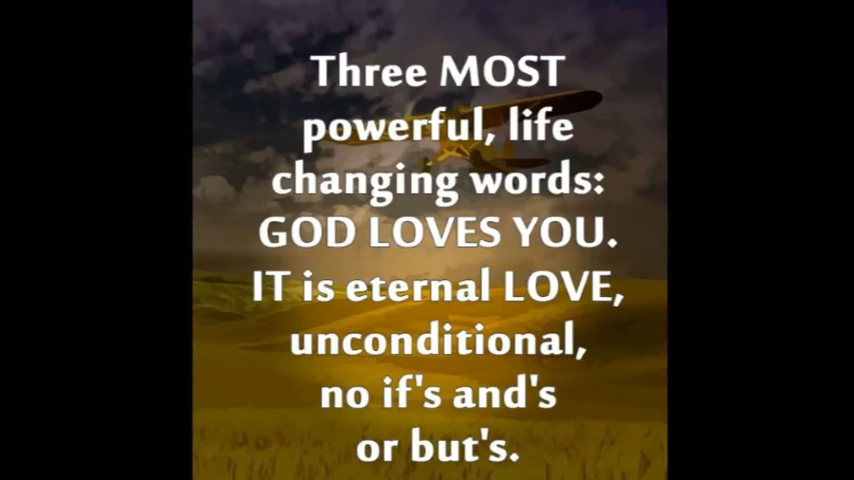 Three MOST
powerful, life
changing words:
GOD LOVES YOU.
IT is eternal LOVE,
unconditional,
no if's and's
or but's.